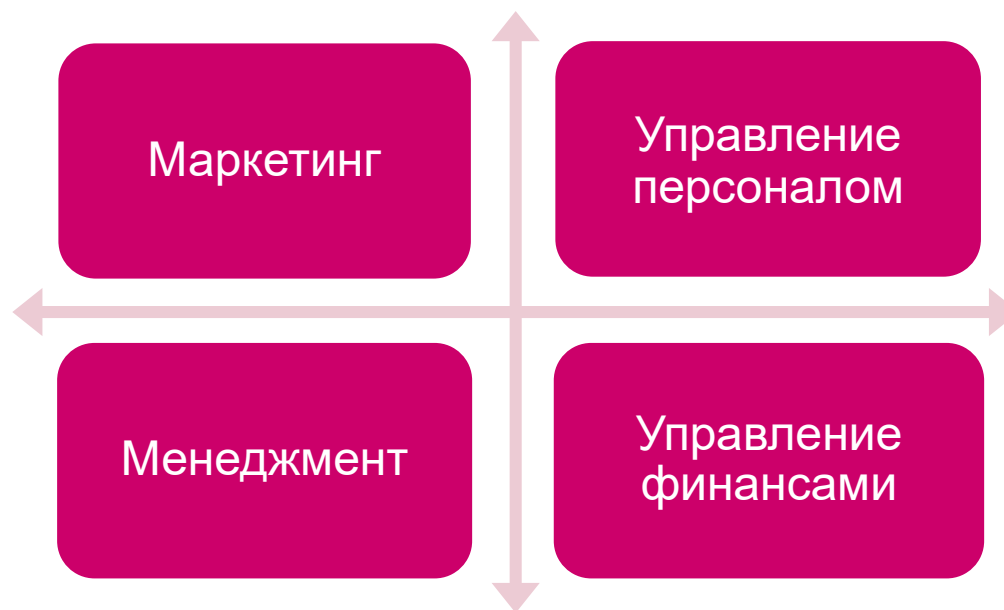 Маркетинг
Управление
персоналом
Менеджмент
Управление
финансами